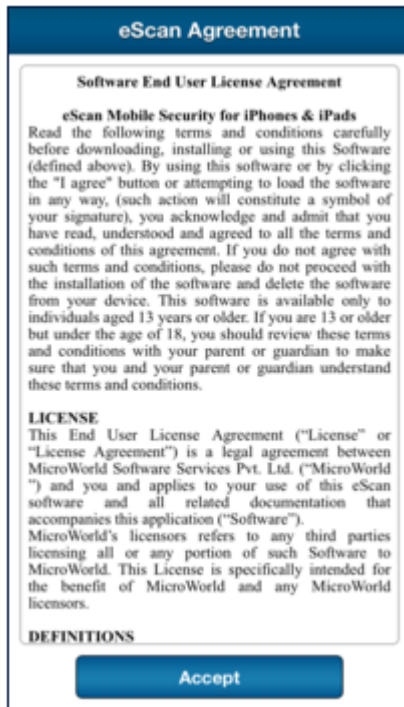 eScan Agreement
Software End User License Agreement
eScan Mobile Security for iPhones & iPads
Read the following terms and conditions carefully
before downloading, installing or using this Software
(defined above). By using this software or by clicking
the "I agree" button or attempting to load the software
in any way, (such action will constitute a symbol of
your signature), you acknowledge and admit that you
have read, understood and agreed to all the terms and
conditions of this agreement. If you do not agree with
such terms and conditions, please do not proceed with
the installation of the software and delete the software
from your device. This software is available only to
individuals aged 13 years or older. If you are 13 or older
but under the age of 18, you should review these terms
and conditions with your parent or guardian to make
sure that you and your parent or guardian understand
these terms and conditions.
LICENSE
This End User License Agreement (“License” or
“License Agreement”) is a legal agreement between
MicroWorld Software Services Pvt. Ltd. (“MicroWorld
”) and you and applies to your use of this eScan
software and all related documentation that
accompanies this application (“Software”).
MicroWorld’s licensors refers to any third parties
licensing all or any portion of such Software to
MicroWorld. This License is specifically intended for
the benefit of MicroWorld and any MicroWorld
licensors.
DEFINITIONS
Accept